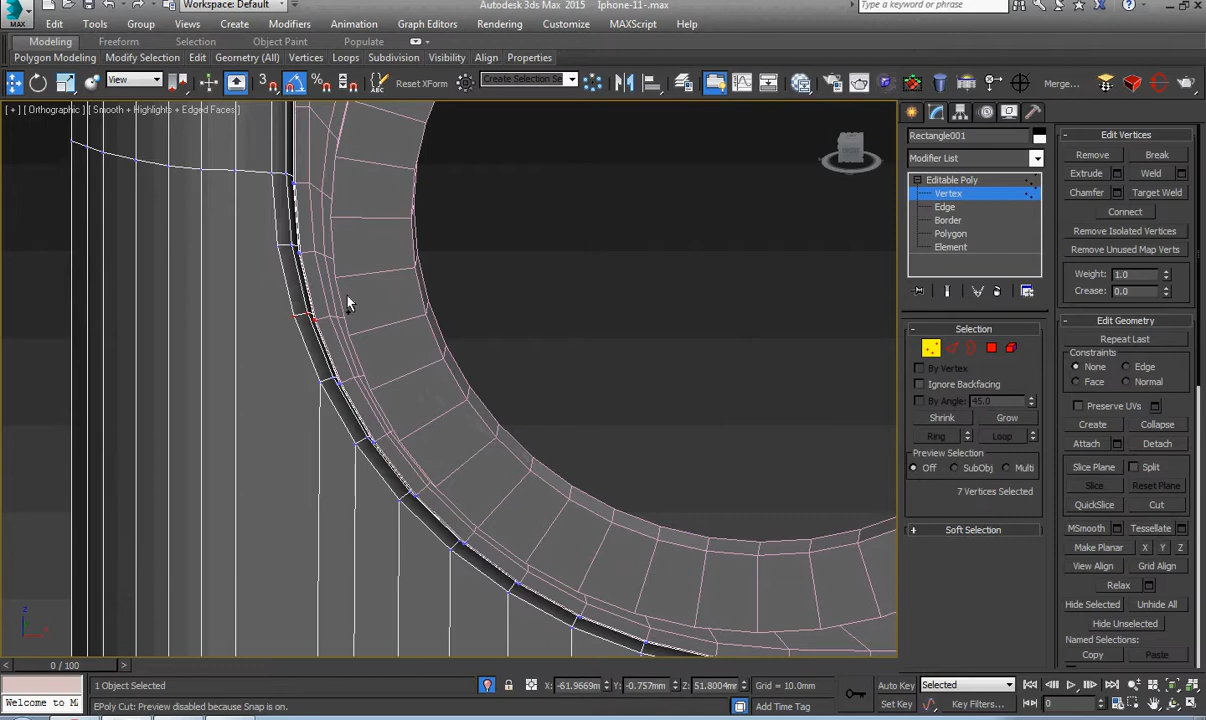 Autodesk 3ds Max 2015
Iphone-11-.max
Workspace: Default
MAX
Edit Tools Group Views Create Modifiers Animation Graph Editors Rendering Customize MAXScript Help
Modeling Freeform Selection Object Paint Populate
Polygon Modeling Modify Selection Edit Geometry (All) Vertices Loops Subdivision Visibility Align Properties
View
3
Reset XForm
Create Selection Se
Merge...
[ + ] [ Orthographic ] [ Smooth + Highlights + Edged Faces ]
Rectangle001
Modifier List
Editable Poly
Vertex
Edge
Border
Polygon
Element
Selection
By Vertex
Ignore Backfacing
By Angle: 45.0
Shrink Grow
Ring Loop
Preview Selection
Off SubObj Multi
7 Vertices Selected
Soft Selection
Edit Vertices
Remove Break
Extrude Weld
Chamfer Target Weld
Connect
Remove Isolated Vertices
Remove Unused Map Verts
Weight: 1.0
Crease: 0.0
Edit Geometry
Repeat Last
Constraints
None Edge
Face Normal
Preserve UVs
Create Collapse
Attach Detach
Slice Plane Split
Slice Reset Plane
QuickSlice Cut
MSmooth Tessellate
Make Planar X Y Z
View Align Grid Align
Relax
Hide Selected Unhide All
Hide Unselected
Named Selections:
Copy Paste
0 / 100
1 Object Selected
X: -61.9669m Y: -0.757mm Z: 51.8004mm Grid = 10.0mm
Auto Key Selected
Welcome to M
EPoly Cut: Preview disabled because Snap is on.
Add Time Tag
Set Key Key Filters... 0